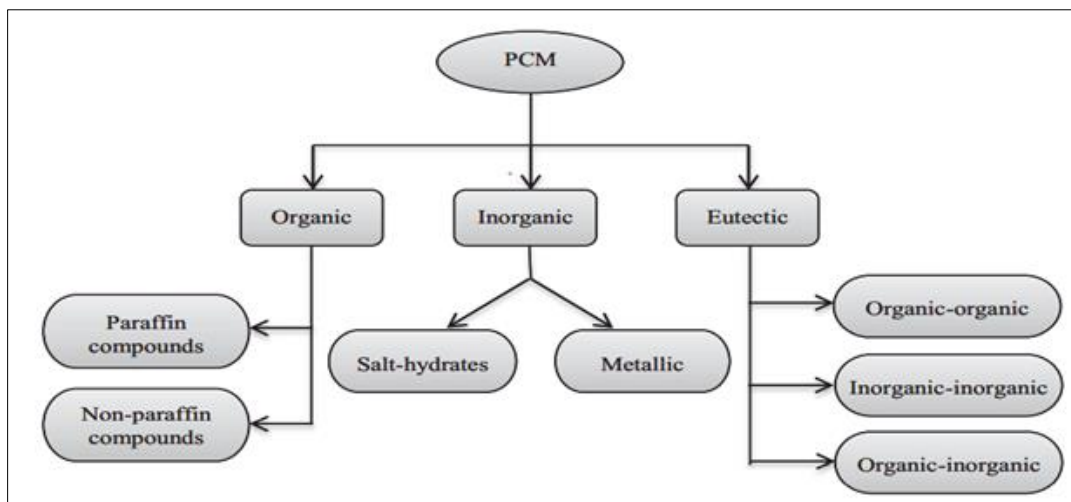 PCM
Organic
Inorganic
Eutectic
Paraffin
compounds
Non-paraffin
compounds
Salt-hydrates
Metallic
Organic-organic
Inorganic-inorganic
Organic-inorganic